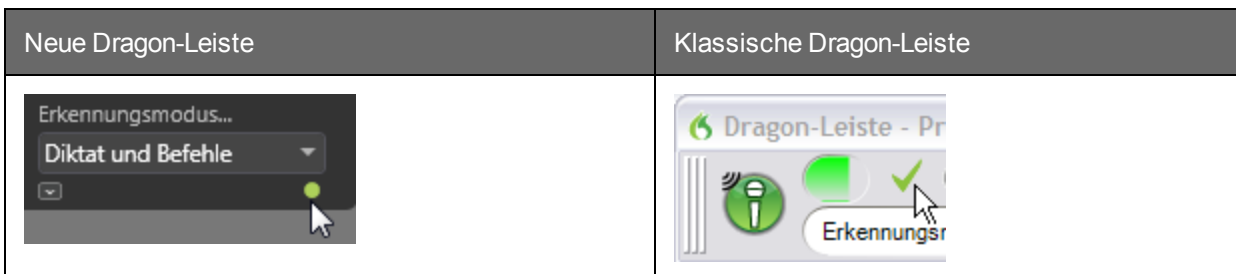 Neue Dragon-Leiste
Klassische Dragon-Leiste
Erkennungsmodus...
Diktat und Befehle
Dragon-Leiste - Pr
Erkennungsr